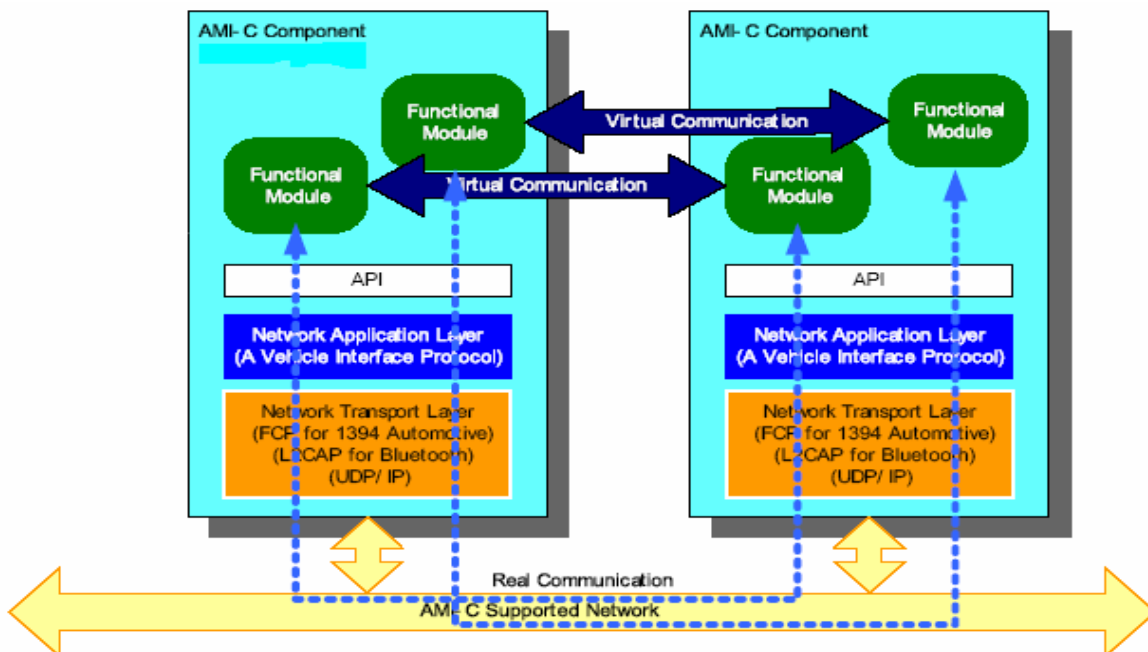 AMI- C Component
Functional
Module
Functional
Module
API
Network Application Layer
(A Vehicle Interface Protocol)
Network Transport Layer
(FCP for 1394 Automotive)
(L2CAP for Bluetooth)
(UDP/ IP)
Virtual Communication
Virtual Communication
AMI- C Component
Functional
Module
Functional
Module
API
Network Application Layer
(A Vehicle Interface Protocol)
Network Transport Layer
(FCP for 1394 Automotive)
(L2CAP for Bluetooth)
(UDP/ IP)
Real Communication
AMI- C Supported Network